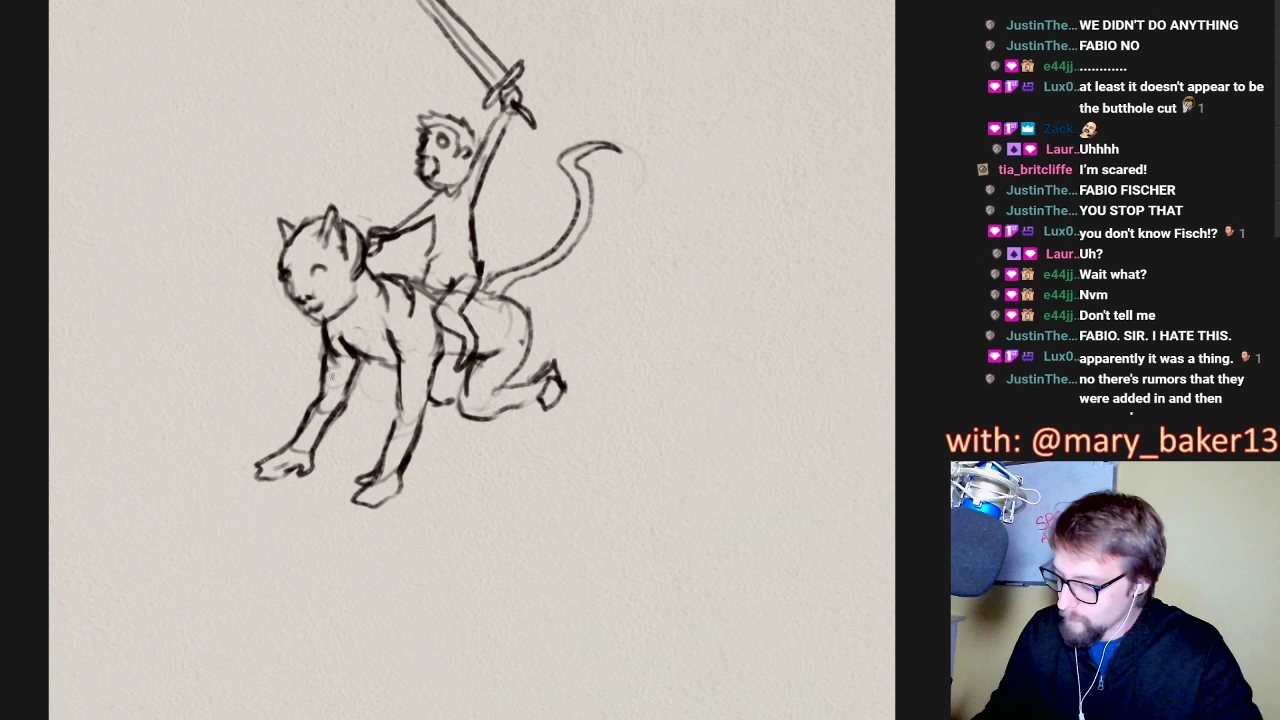 JustinThe... WE DIDN'T DO ANYTHING
JustinThe... FABIO NO
e44jj.. ............
Lux0.. at least it doesn't appear to be
the butthole cut 1
Zack.
Laur.. Uhhhh
tia_britcliffe I'm scared!
JustinThe... FABIO FISCHER
JustinThe... YOU STOP THAT
Lux0.. you don't know Fisch!? 1
Laur.. Uh?
e44jj.. Wait what?
e44jj.. Nvm
e44jj.. Don't tell me
JustinThe... FABIO. SIR. I HATE THIS.
Lux0.. apparently it was a thing. 1
JustinThe... no there's rumors that they
were added in and then
with: @mary_baker13